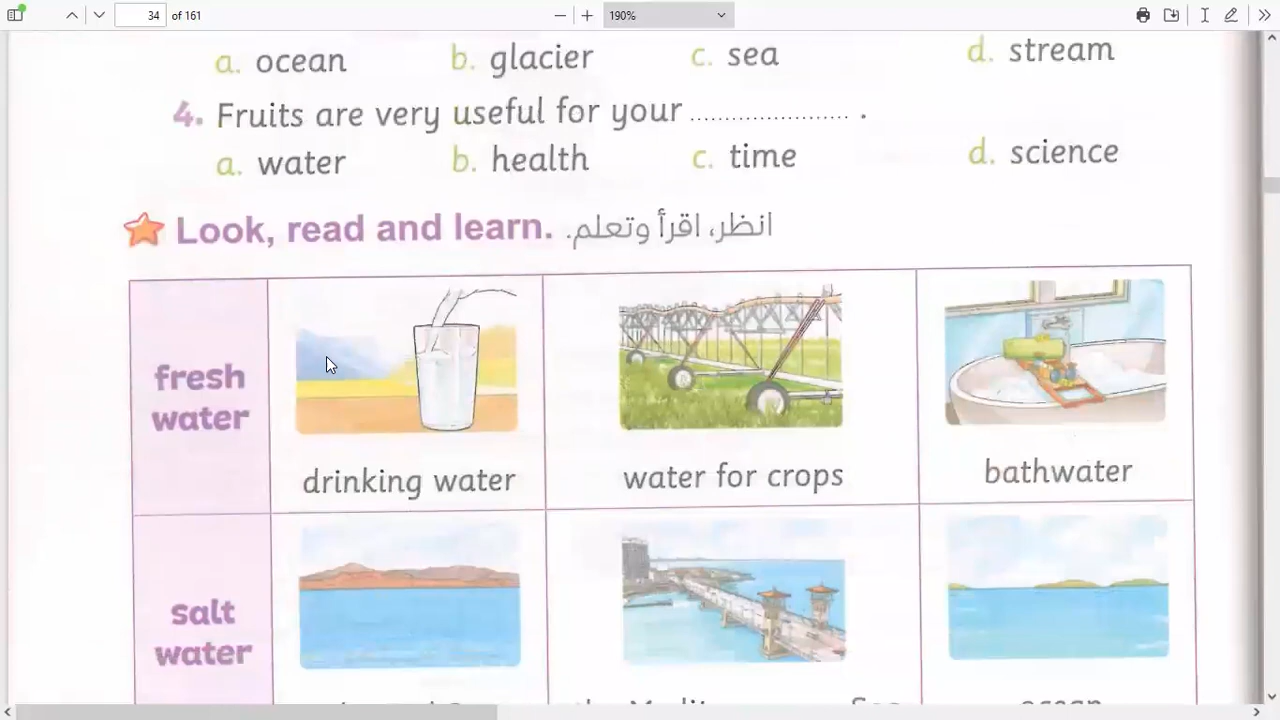 34 of 161
190%
a. ocean b. glacier c. sea d. stream
4. Fruits are very useful for your .................... .
a. water b. health c. time d. science
Look, read and learn. انظر، اقرأ وتعلم.
fresh water
drinking water water for crops bathwater
salt water
ocean